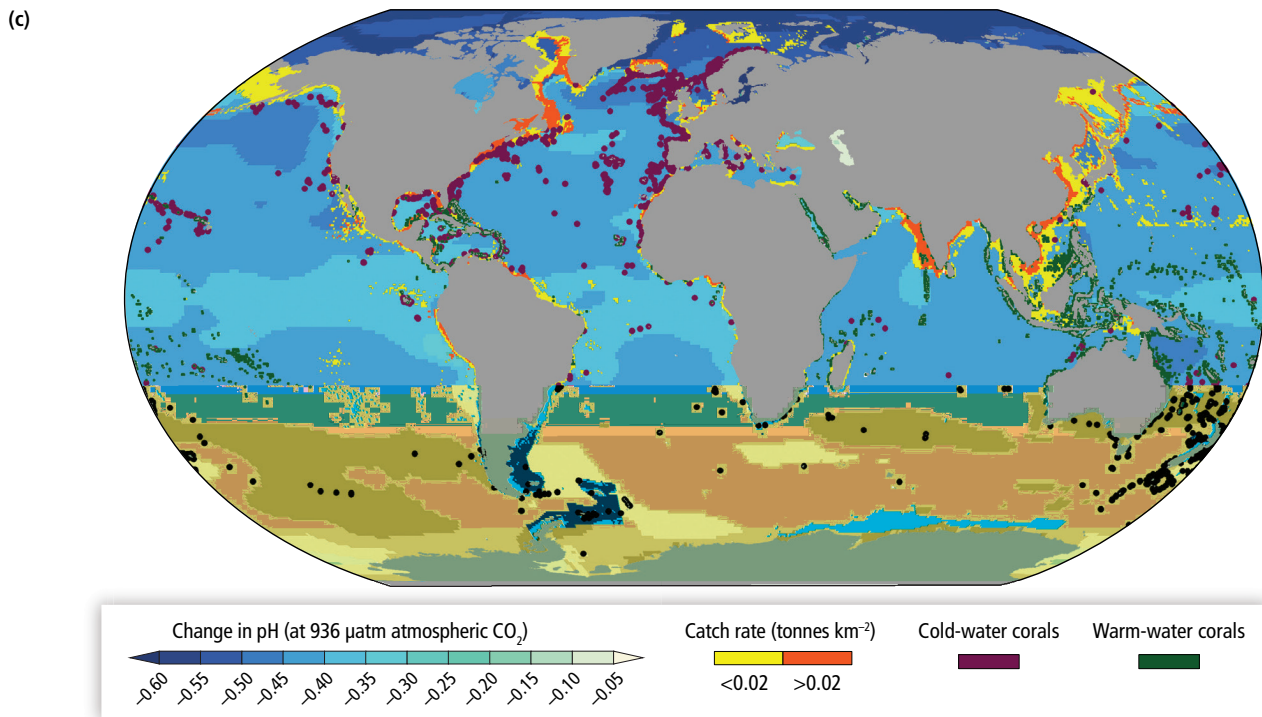 (c)
Change in pH (at 936 µatm atmospheric CO₂)
−0.60 −0.55 −0.50 −0.45 −0.40 −0.35 −0.30 −0.25 −0.20 −0.15 −0.10 −0.05
Catch rate (tonnes km⁻²)
<0.02 >0.02
Cold-water corals
Warm-water corals